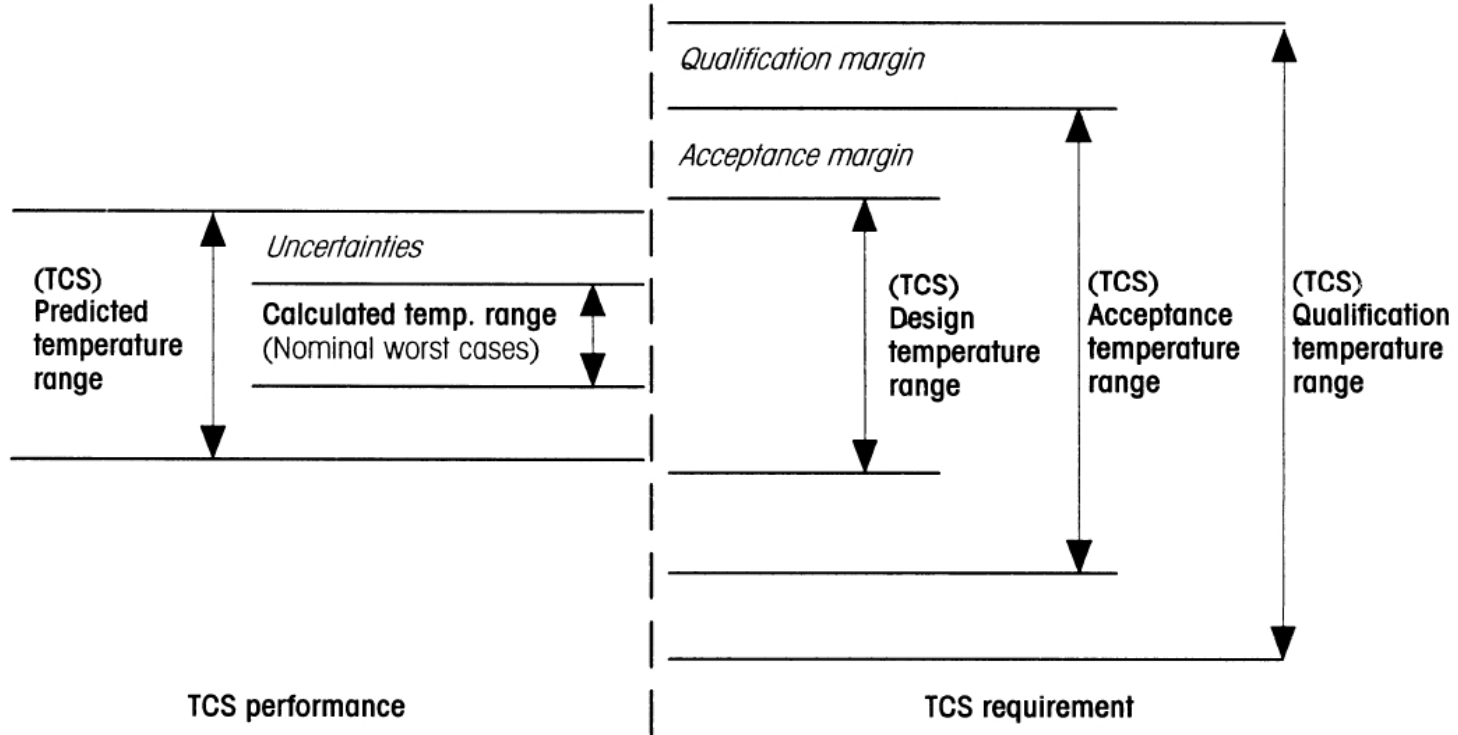 Qualification margin
Acceptance margin
Uncertainties
(TCS)
Predicted
temperature
range
Calculated temp. range
(Nominal worst cases)
(TCS)
Design
temperature
range
(TCS)
Acceptance
temperature
range
(TCS)
Qualification
temperature
range
TCS performance
TCS requirement